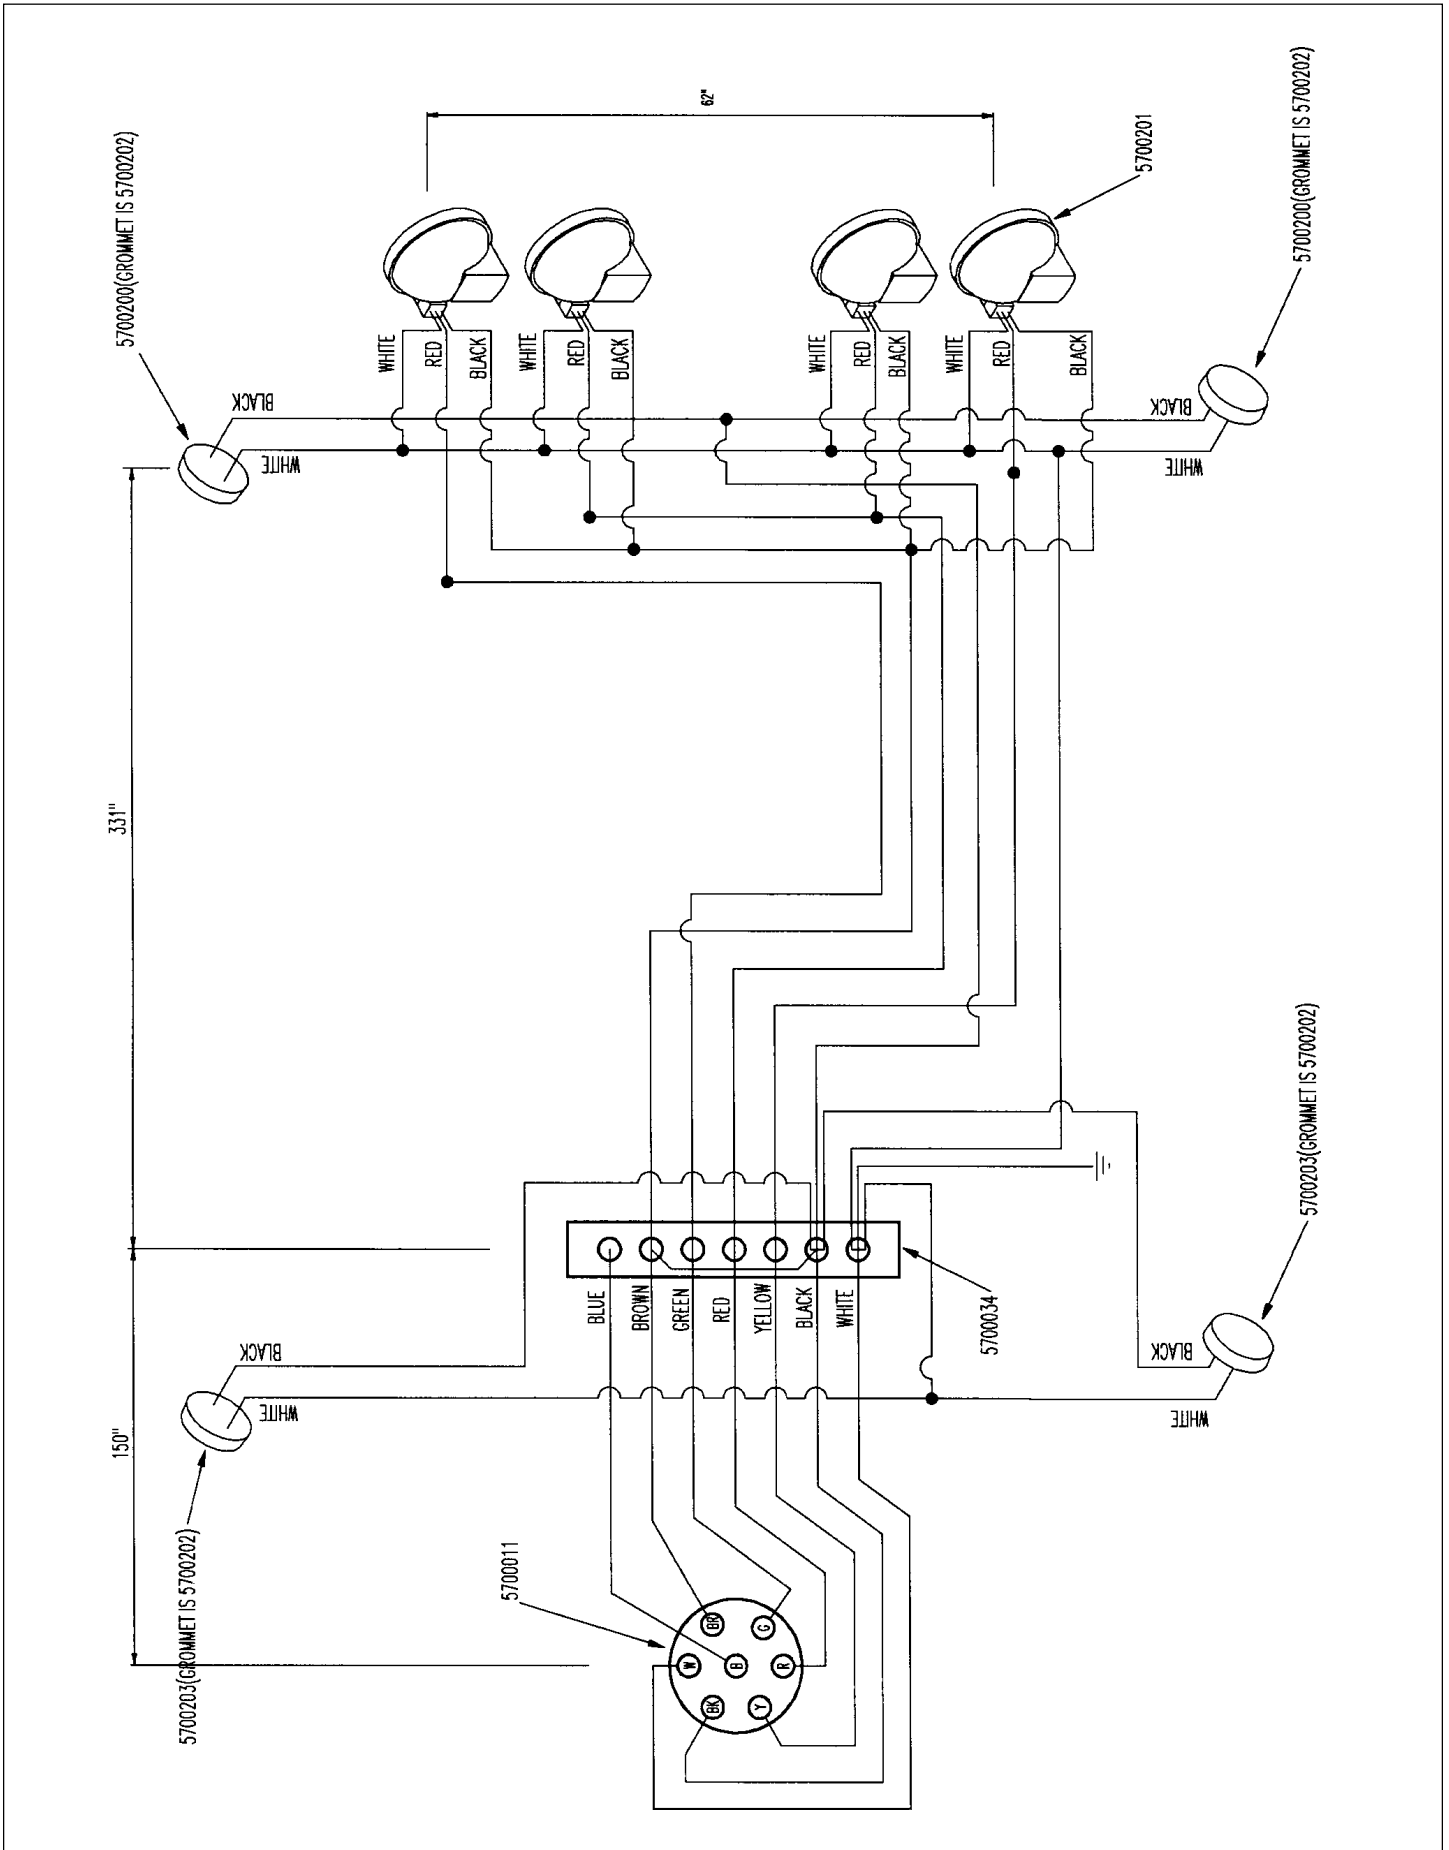 62"
5700200(GROMMET IS 5700202)
5700200(GROMMET IS 5700202)
5700201
WHITE
RED
BLACK
WHITE
RED
BLACK
WHITE
RED
BLACK
WHITE
RED
BLACK
BLACK
WHITE
BLACK
WHITE
331"
5700203(GROMMET IS 5700202)
BLUE
BROWN
GREEN
RED
YELLOW
BLACK
WHITE
5700034
BLACK
WHITE
BLACK
WHITE
150"
5700203(GROMMET IS 5700202)
5700011
BR
G
W
B
R
BK
Y